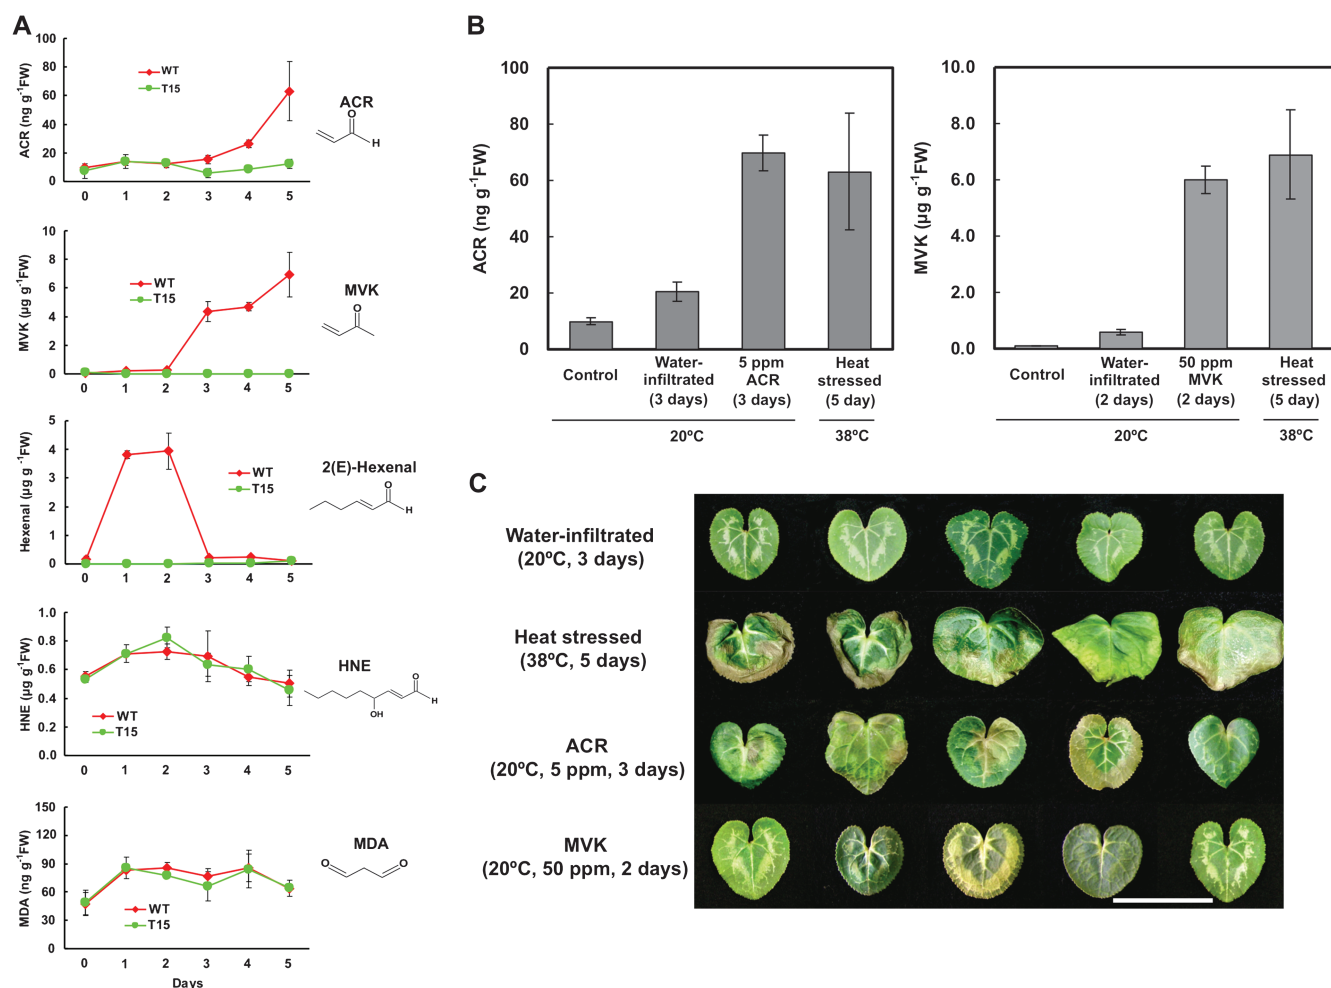 A
100
80
60
40
20
0
ACR (ng g-1FW)
WT
T15
ACR
O
H
0 1 2 3 4 5
10
8
6
4
2
0
MVK (µg g-1FW)
WT
T15
MVK
O
0 1 2 3 4 5
5
4
3
2
1
0
Hexenal (µg g -1FW)
WT
T15
2(E)-Hexenal
O
H
0 1 2 3 4 5
1.0
0.8
0.6
0.4
0.2
0.0
HNE (µg g-1FW)
WT
T15
HNE
O
H
OH
0 1 2 3 4 5
150
120
90
60
30
0
MDA (ng g-1FW)
WT
T15
MDA
O O
0 1 2 3 4 5
Days
B
100
80
60
40
20
0
ACR (ng g-1FW)
Control
Water-
infiltrated
(3 days)
5 ppm
ACR
(3 days)
Heat
stressed
(5 day)
20ºC
38ºC
10.0
8.0
6.0
4.0
2.0
0.0
MVK (µg g-1FW)
Control
Water-
infiltrated
(2 days)
50 ppm
MVK
(2 days)
Heat
stressed
(5 day)
20ºC
38ºC
C
Water-infiltrated
(20ºC, 3 days)
Heat stressed
(38ºC, 5 days)
ACR
(20ºC, 5 ppm, 3 days)
MVK
(20ºC, 50 ppm, 2 days)